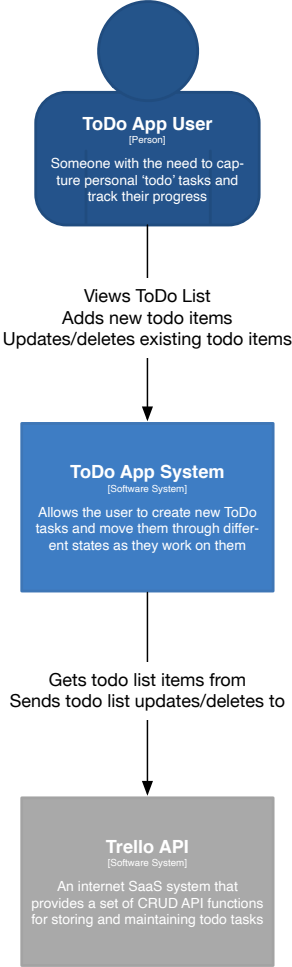 ToDo App User
[Person]
Someone with the need to cap-
ture personal ‘todo’ tasks and
track their progress
Views ToDo List
Adds new todo items
Updates/deletes existing todo items
ToDo App System
[Software System]
Allows the user to create new ToDo
tasks and move them through differ-
ent states as they work on them
Gets todo list items from
Sends todo list updates/deletes to
Trello API
[Software System]
An internet SaaS system that
provides a set of CRUD API functions
for storing and maintaining todo tasks